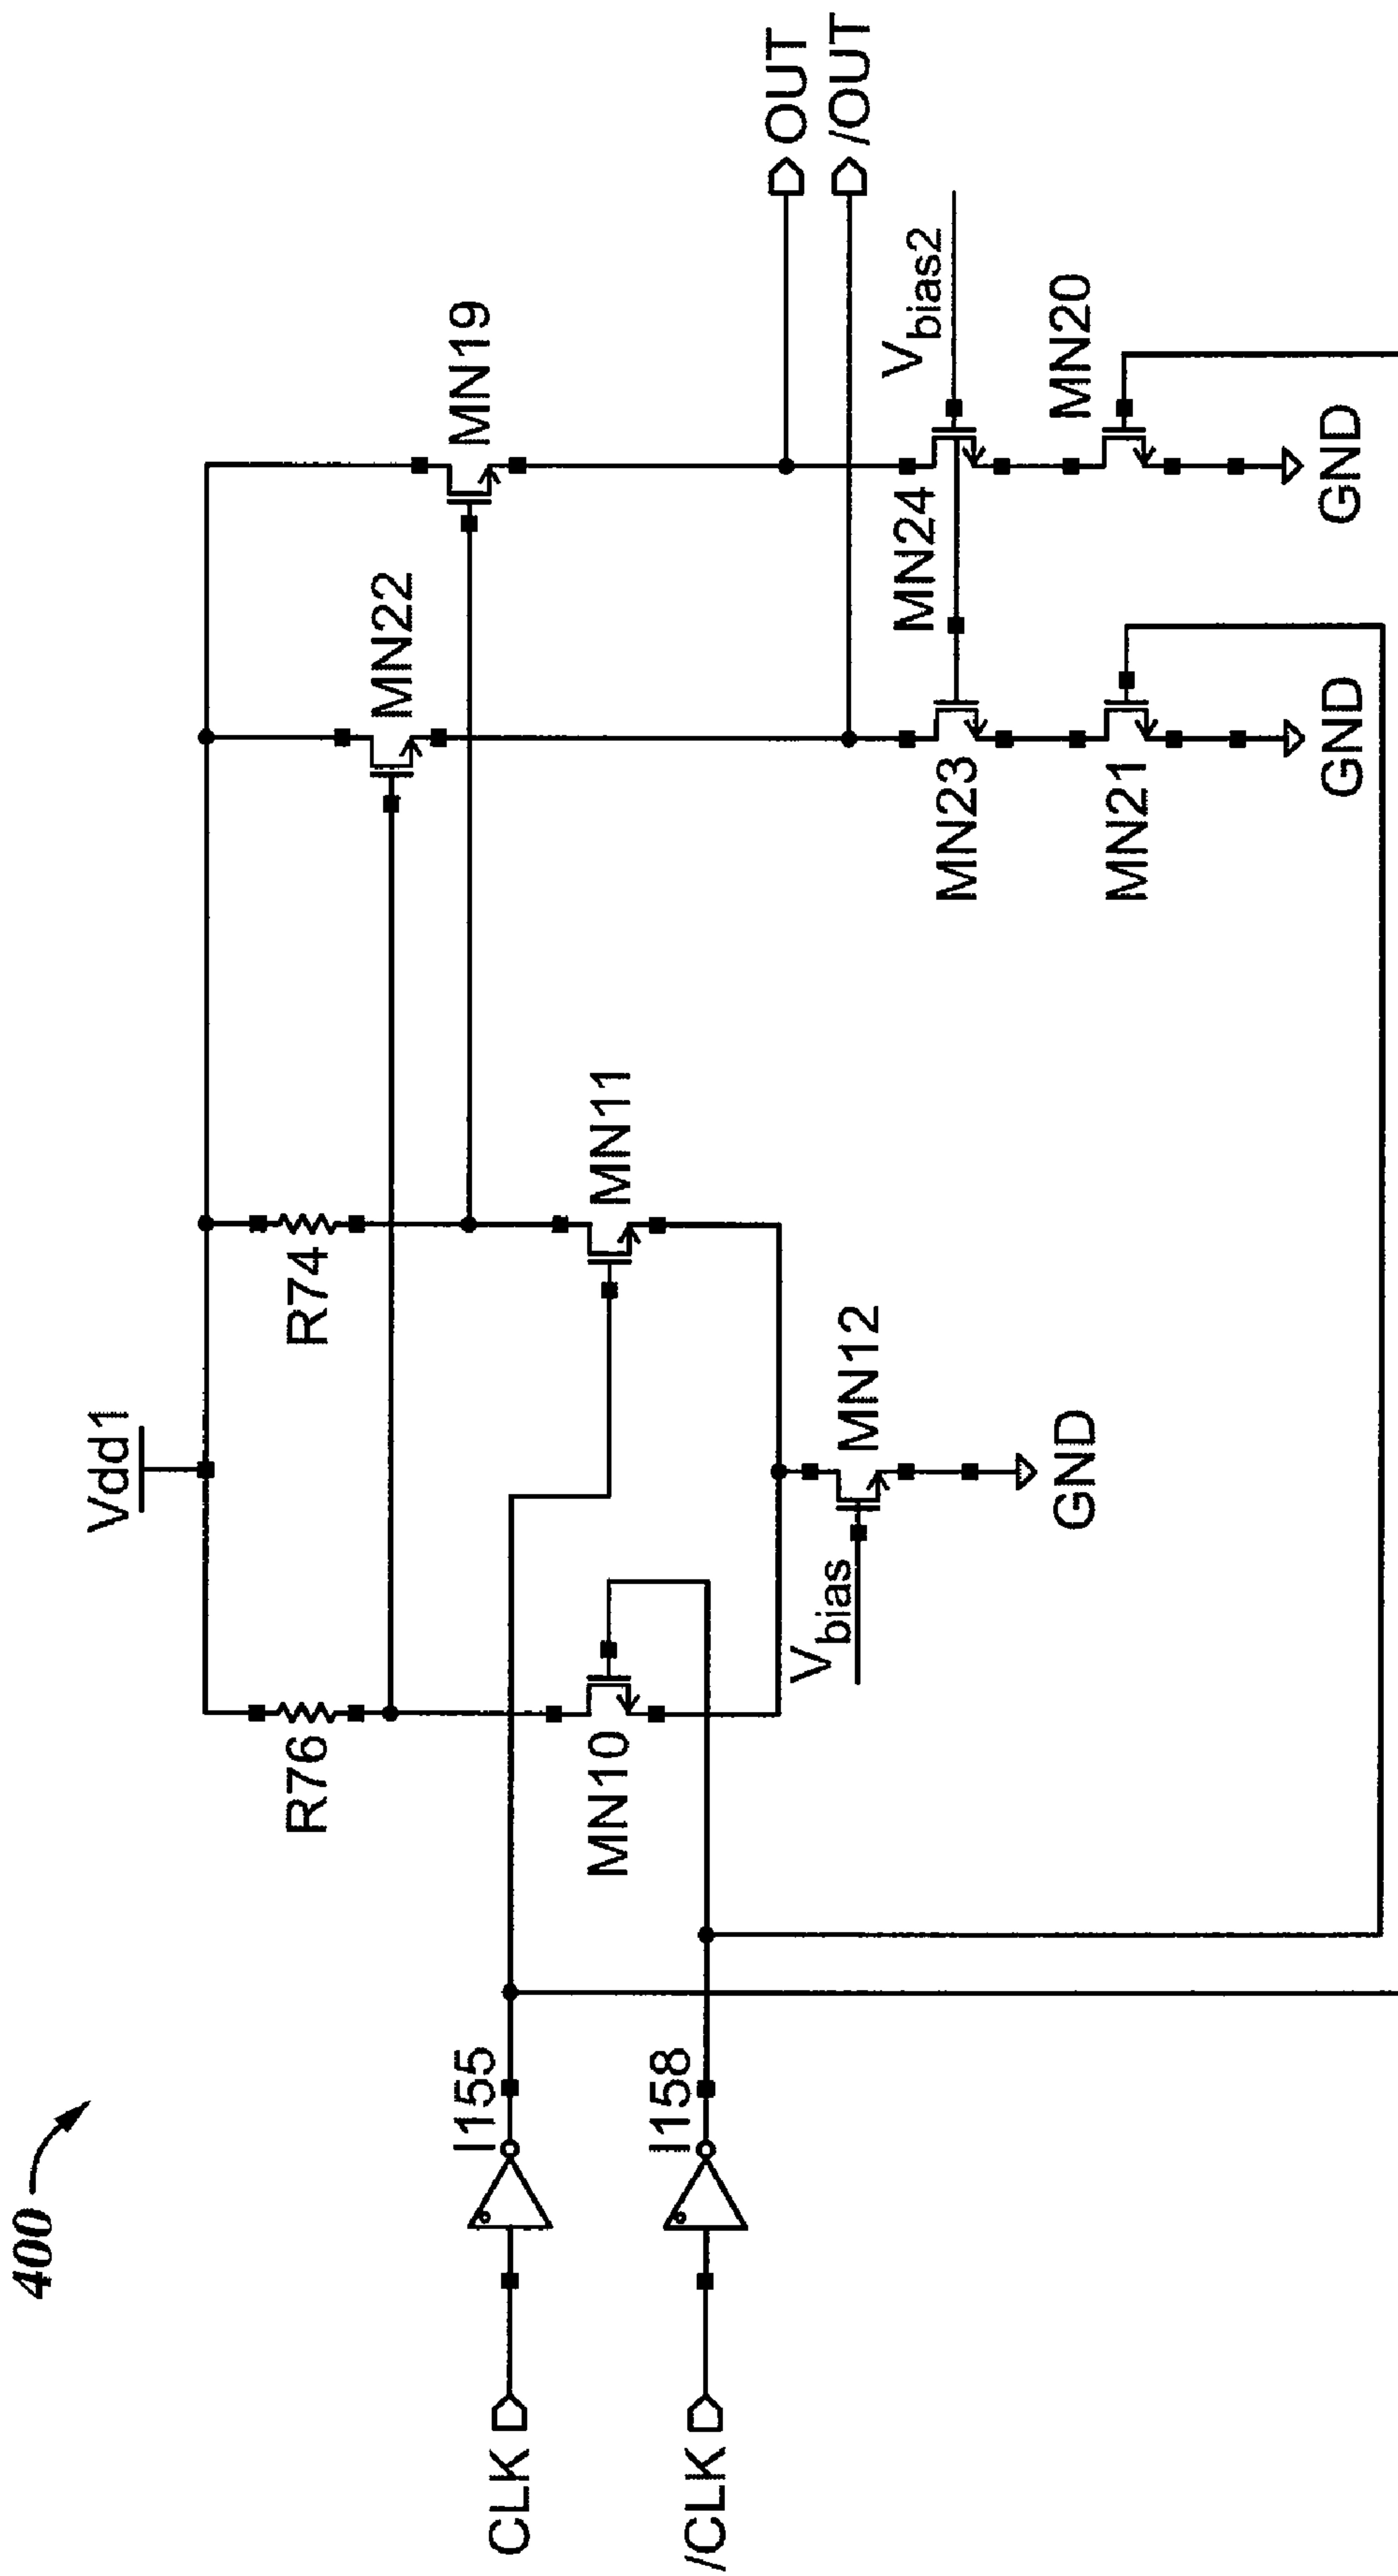 400
Vdd1
R76
R74
MN22
MN19
CLK
I155
/CLK
I158
MN10
MN11
Vbias
MN12
GND
OUT
/OUT
Vbias2
MN24
MN23
MN20
MN21
GND
GND